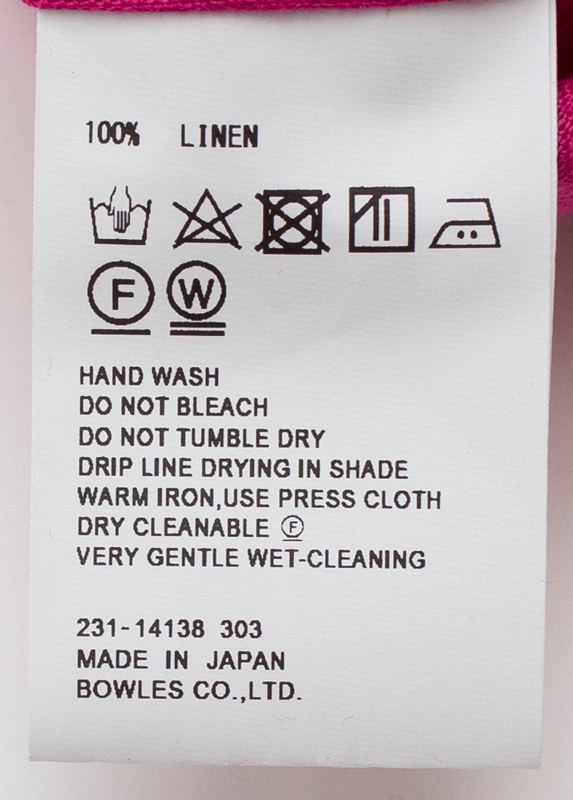 100% LINEN
F W
HAND WASH
DO NOT BLEACH
DO NOT TUMBLE DRY
DRIP LINE DRYING IN SHADE
WARM IRON,USE PRESS CLOTH
DRY CLEANABLE Ⓕ
VERY GENTLE WET-CLEANING
231-14138 303
MADE IN JAPAN
BOWLES CO.,LTD.